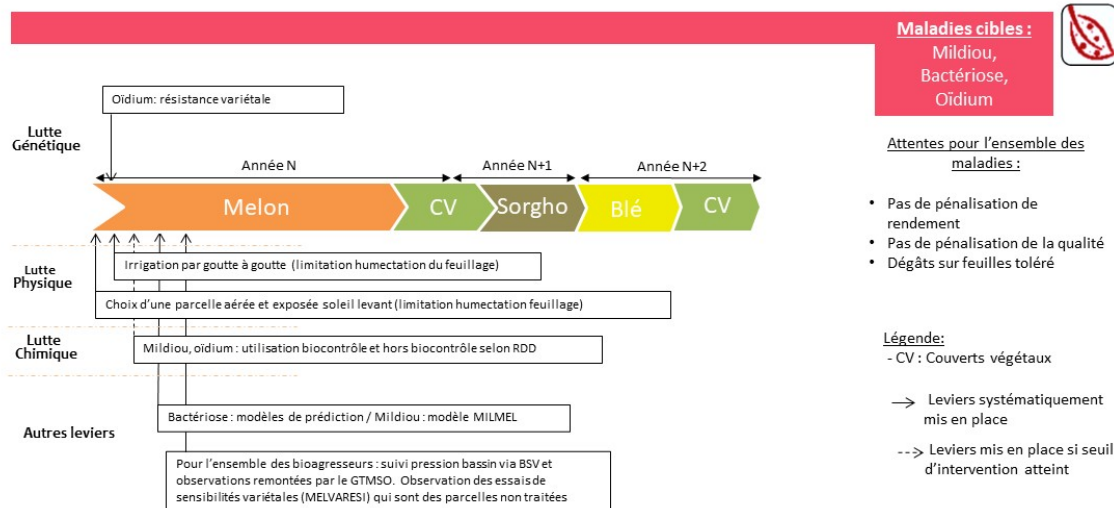 Maladies cibles :
Mildiou,
Bactériose,
Oïdium
Oïdium: résistance variétale
Lutte
Génétique
Année N
Année N+1
Année N+2
Melon
CV
Sorgho
Blé
CV
Lutte
Physique
Irrigation par goutte à goutte (limitation humectation du feuillage)
Choix d'une parcelle aérée et exposée soleil levant (limitation humectation feuillage)
Lutte
Chimique
Mildiou, oïdium : utilisation biocontrôle et hors biocontrôle selon RDD
Autres leviers
Bactériose : modèles de prédiction / Mildiou : modèle MILMEL
Pour l'ensemble des bioagresseurs : suivi pression bassin via BSV et
observations remontées par le GTMSO. Observation des essais de
sensibilités variétales (MELVARESI) qui sont des parcelles non traitées
Attentes pour l'ensemble des
maladies :
• Pas de pénalisation de
rendement
• Pas de pénalisation de la qualité
• Dégâts sur feuilles toléré
Légende:
- CV : Couverts végétaux
Leviers systématiquement
mis en place
Leviers mis en place si seuil
d'intervention atteint